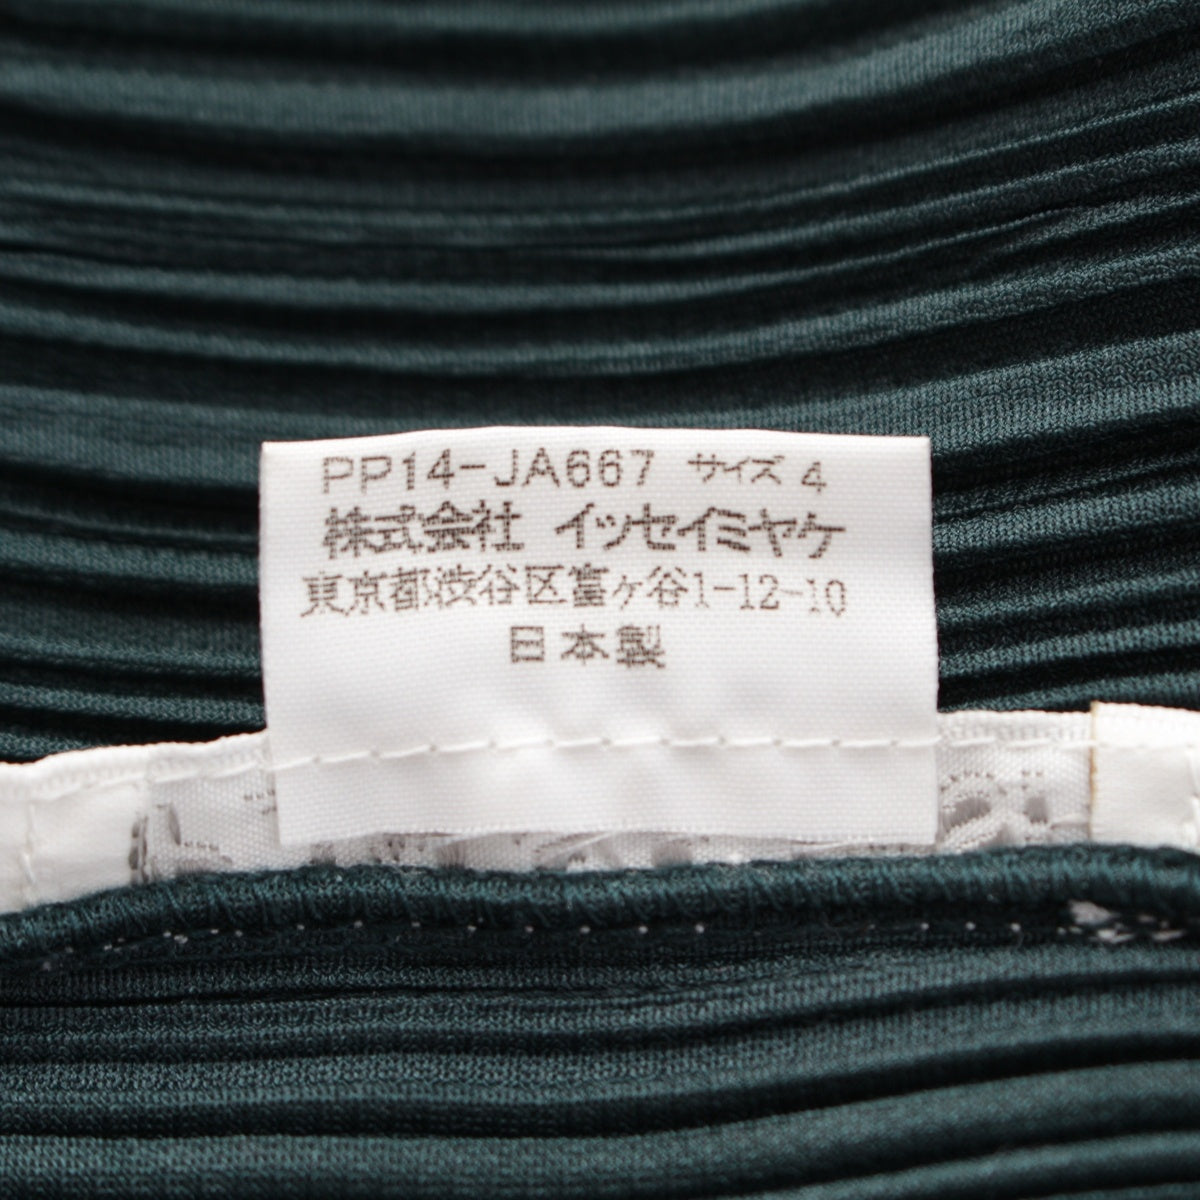 PP14-JA667 サイズ 4
株式会社 イッセイミヤケ
東京都渋谷区富ヶ谷1-12-10
日本製